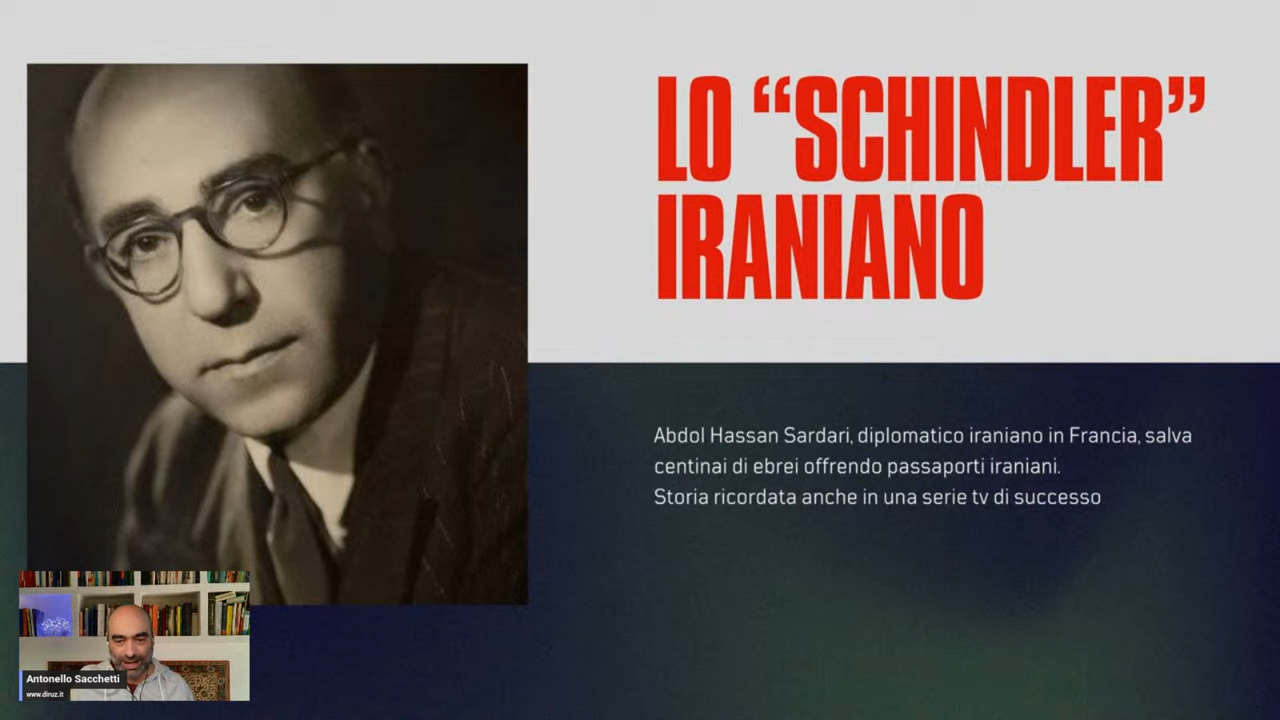 LO “SCHINDLER”
IRANIANO
Abdol Hassan Sardari, diplomatico iraniano in Francia, salva
centinai di ebrei offrendo passaporti iraniani.
Storia ricordata anche in una serie tv di successo
Antonello Sacchetti
www.diruz.it